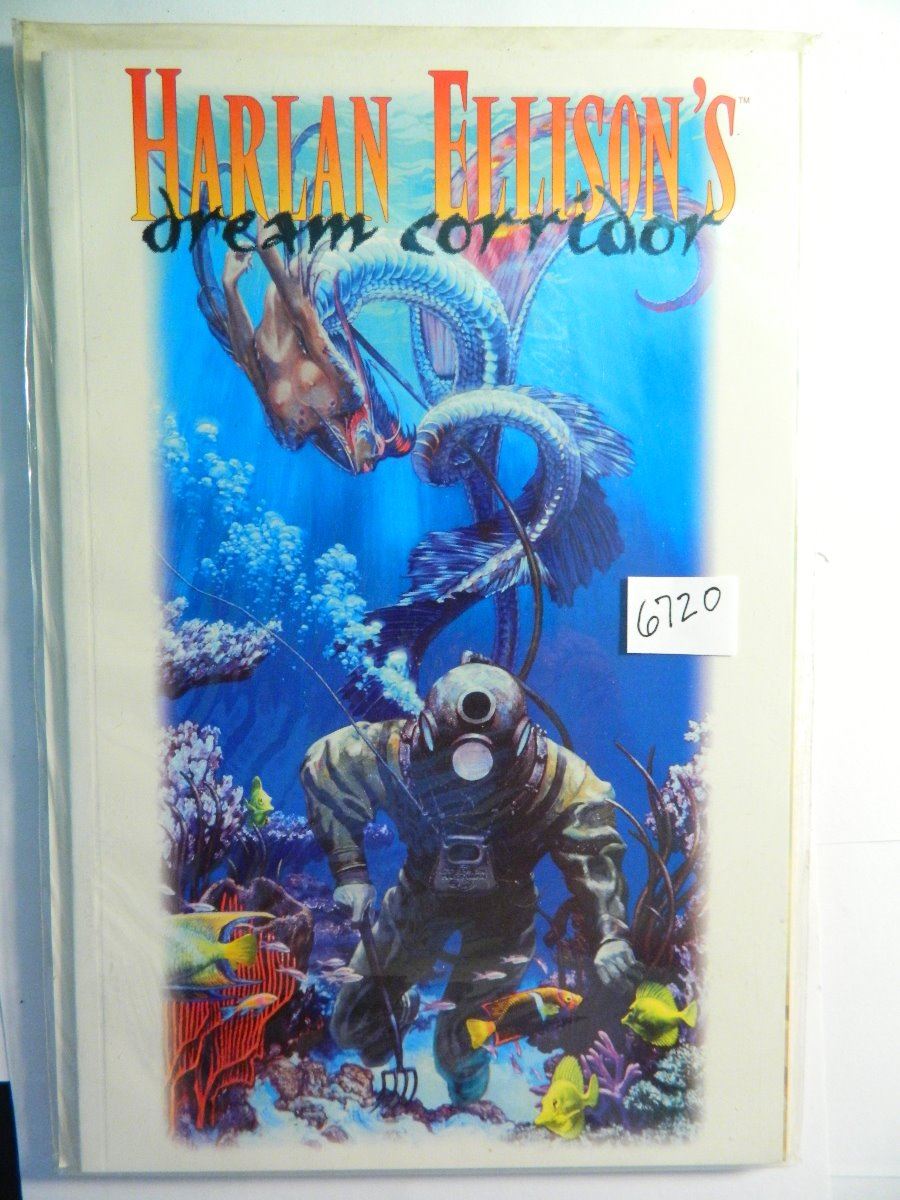 HARLAN ELLISON'S™
dream corridor
6720